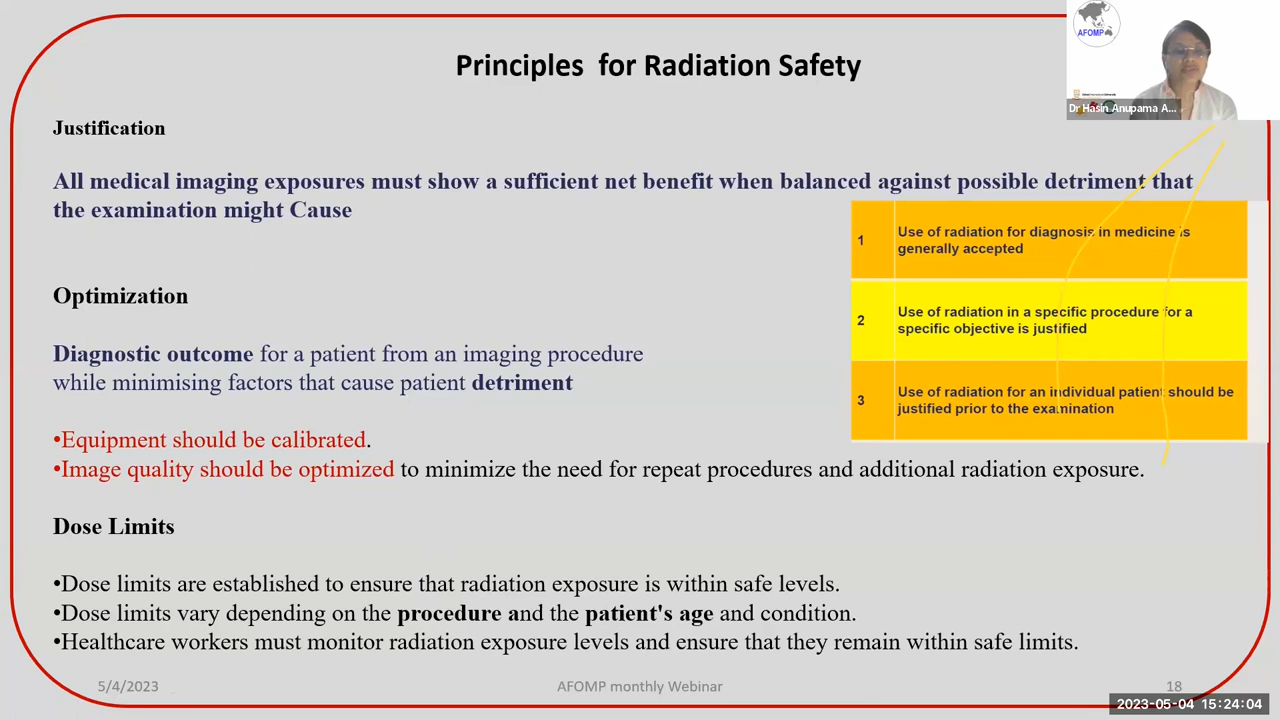 Principles for Radiation Safety
AFOMP
Dr Hasin Anupama A...
Justification
All medical imaging exposures must show a sufficient net benefit when balanced against possible detriment that
the examination might Cause
1
Use of radiation for diagnosis in medicine is
generally accepted
2
Use of radiation in a specific procedure for a
specific objective is justified
3
Use of radiation for an individual patient should be
justified prior to the examination
Optimization
Diagnostic outcome for a patient from an imaging procedure
while minimising factors that cause patient detriment
•Equipment should be calibrated.
•Image quality should be optimized to minimize the need for repeat procedures and additional radiation exposure.
Dose Limits
•Dose limits are established to ensure that radiation exposure is within safe levels.
•Dose limits vary depending on the procedure and the patient's age and condition.
•Healthcare workers must monitor radiation exposure levels and ensure that they remain within safe limits.
5/4/2023
AFOMP monthly Webinar
18
2023-05-04 15:24:04